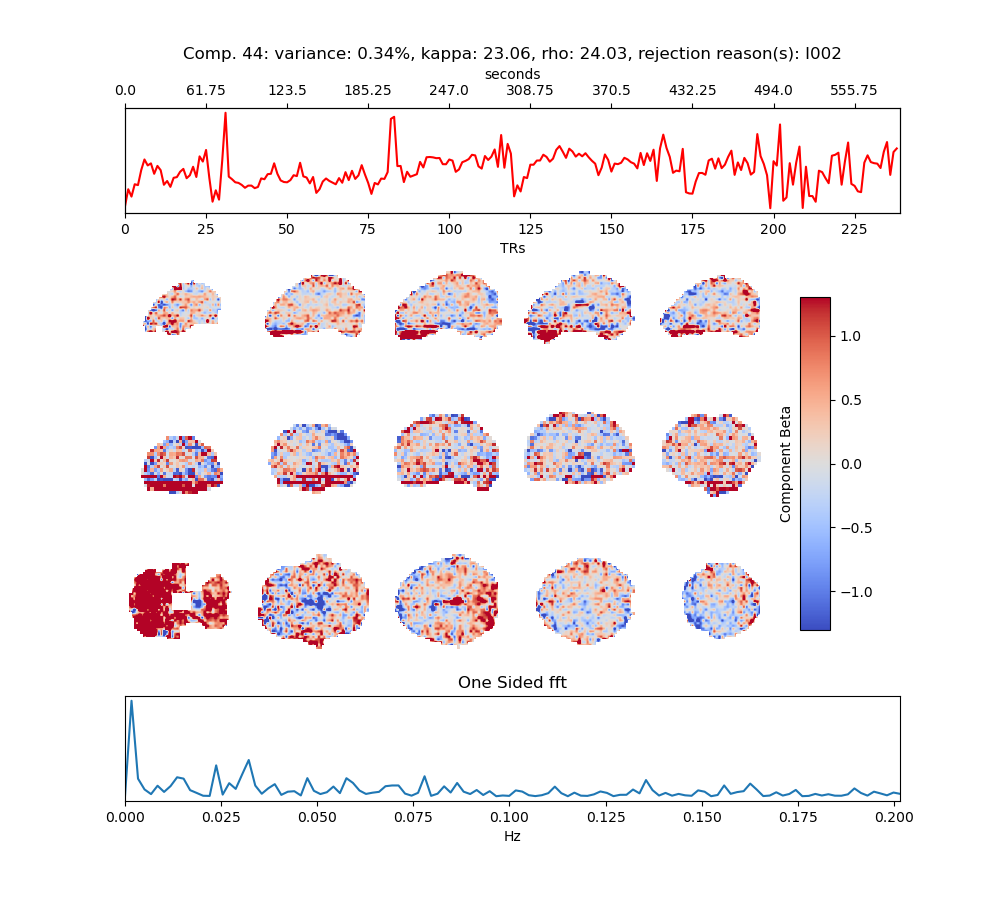 Comp. 44: variance: 0.34%, kappa: 23.06, rho: 24.03, rejection reason(s): I002
seconds
0.0 61.75 123.5 185.25 247.0 308.75 370.5 432.25 494.0 555.75
0 25 50 75 100 125 150 175 200 225
TRs
1.0
0.5
0.0
−0.5
−1.0
Component Beta
One Sided fft
0.000 0.025 0.050 0.075 0.100 0.125 0.150 0.175 0.200
Hz